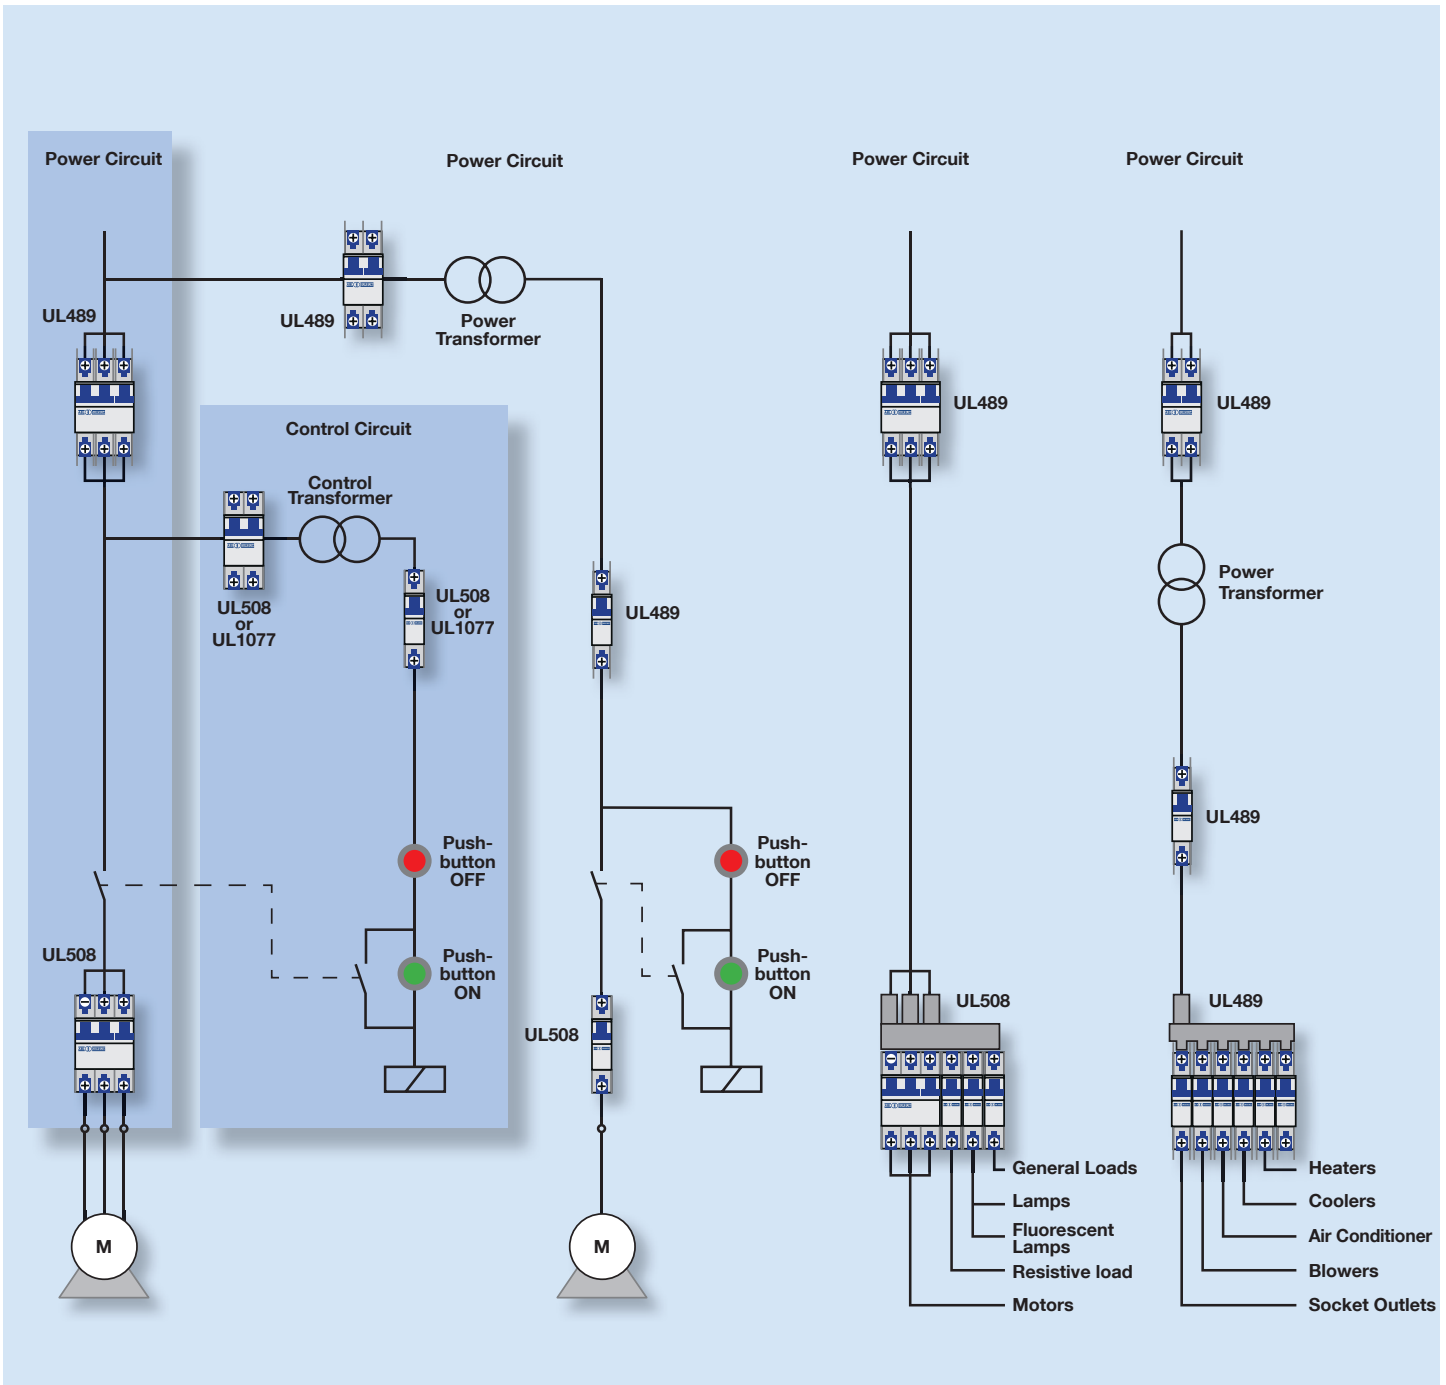 Power Circuit
Power Circuit
Power Circuit
Power Circuit
UL489
UL489
Power
Transformer
UL489
UL489
Control Circuit
Control
Transformer
UL508
or
UL1077
UL508
or
UL1077
UL489
Power
Transformer
UL489
Push-
button
OFF
Push-
button
OFF
UL508
Push-
button
ON
Push-
button
ON
UL508
UL508
UL489
General Loads
Lamps
Fluorescent
Lamps
Resistive load
Motors
Heaters
Coolers
Air Conditioner
Blowers
Socket Outlets
M
M